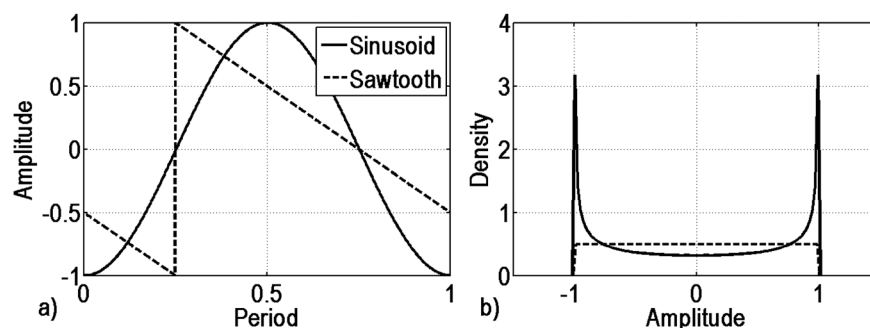 1
0.5
0
-0.5
-1
Amplitude
Sinusoid
Sawtooth
0
0.5
1
a)
Period
4
3
2
1
0
Density
-1
0
1
b)
Amplitude